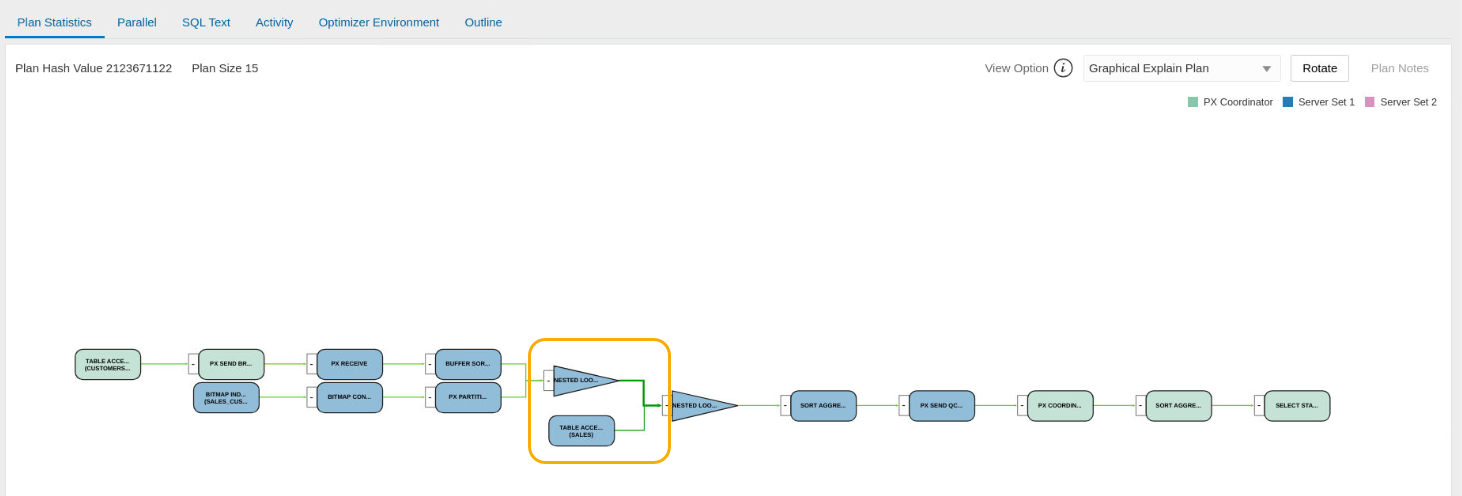 Plan Statistics Parallel SQL Text Activity Optimizer Environment Outline
Plan Hash Value 2123671122 Plan Size 15 View Option i Graphical Explain Plan Rotate Plan Notes
PX Coordinator Server Set 1 Server Set 2
TABLE ACCE...
(CUSTOMERS...
- PX SEND BR...
- PX RECEIVE
- BUFFER SOR...
BITMAP IND...
(SALES_CUS...
- BITMAP CON...
- PX PARTITI...
- NESTED LOO...
TABLE ACCE...
(SALES)
- NESTED LOO...
- SORT AGGRE...
- PX SEND QC...
- PX COORDIN...
- SORT AGGRE...
- SELECT STA...